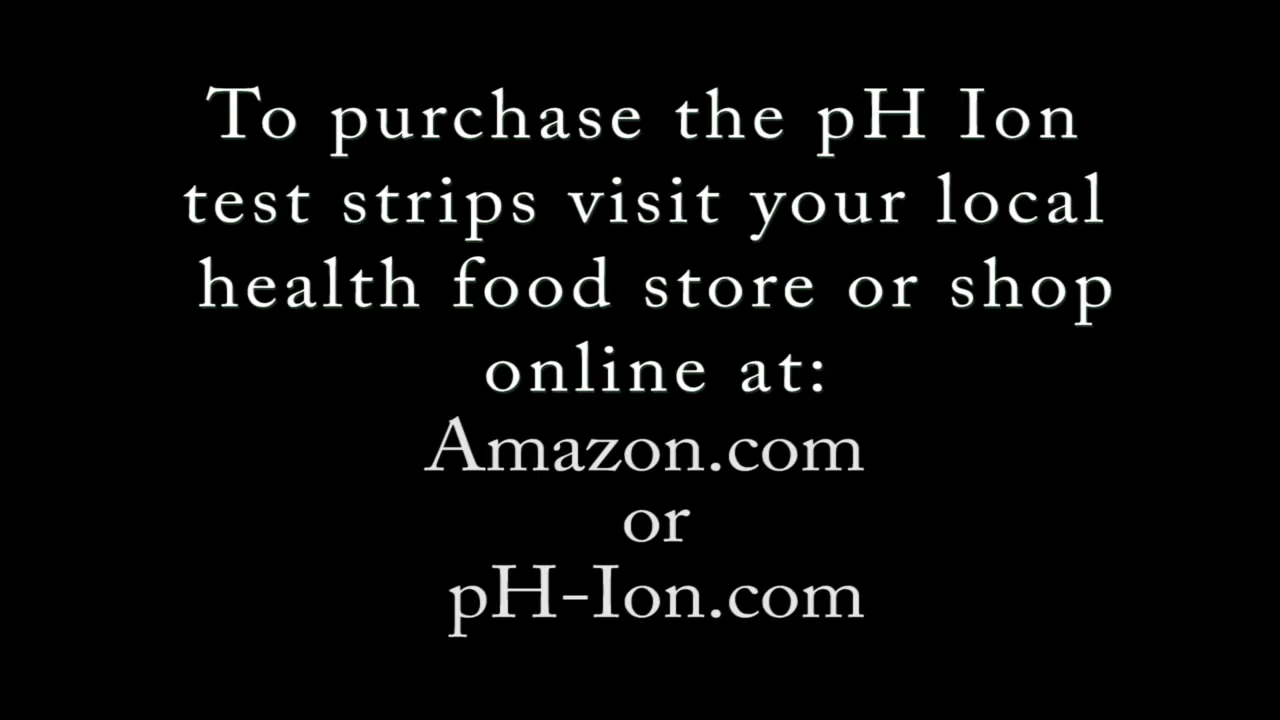 To purchase the pH Ion
test strips visit your local
health food store or shop
online at:
Amazon.com
or
pH-Ion.com